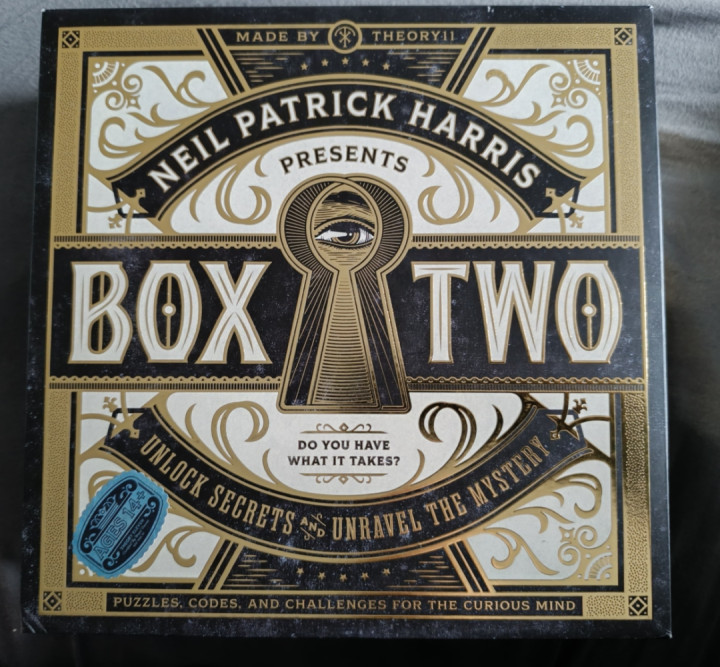 MADE BY THEORY11
NEIL PATRICK HARRIS
PRESENTS
BOX TWO
DO YOU HAVE
WHAT IT TAKES?
UNLOCK SECRETS AND UNRAVEL THE MYSTERY
AGES 14+
PUZZLES, CODES, AND CHALLENGES FOR THE CURIOUS MIND